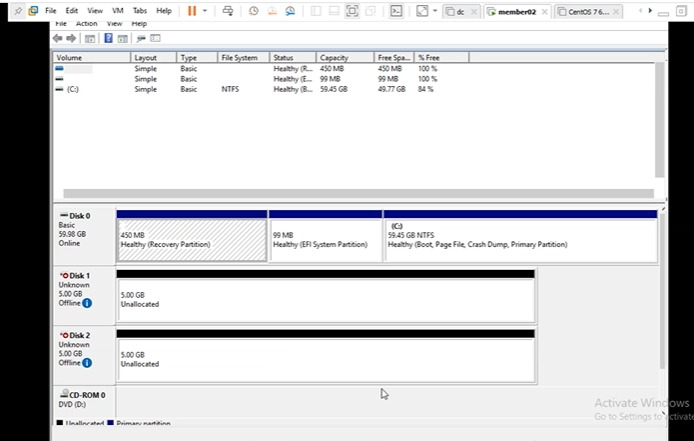 File Edit View VM Tabs Help dc member02 CentOS 7 6...
File Action View Help
Volume Layout Type File System Status Capacity Free Spa... % Free
Simple Basic Healthy (R... 450 MB 450 MB 100 %
Simple Basic Healthy (E... 99 MB 99 MB 100 %
(C:) Simple Basic NTFS Healthy (B... 59.45 GB 49.77 GB 84 %
Disk 0
Basic
59.98 GB
Online
450 MB
Healthy (Recovery Partition)
99 MB
Healthy (EFI System Partition)
(C:)
59.45 GB NTFS
Healthy (Boot, Page File, Crash Dump, Primary Partition)
Disk 1
Unknown
5.00 GB
Offline
5.00 GB
Unallocated
Disk 2
Unknown
5.00 GB
Offline
5.00 GB
Unallocated
CD-ROM 0
DVD (D:)
Unallocated Primary partition
Activate Windows
Go to Settings to activate